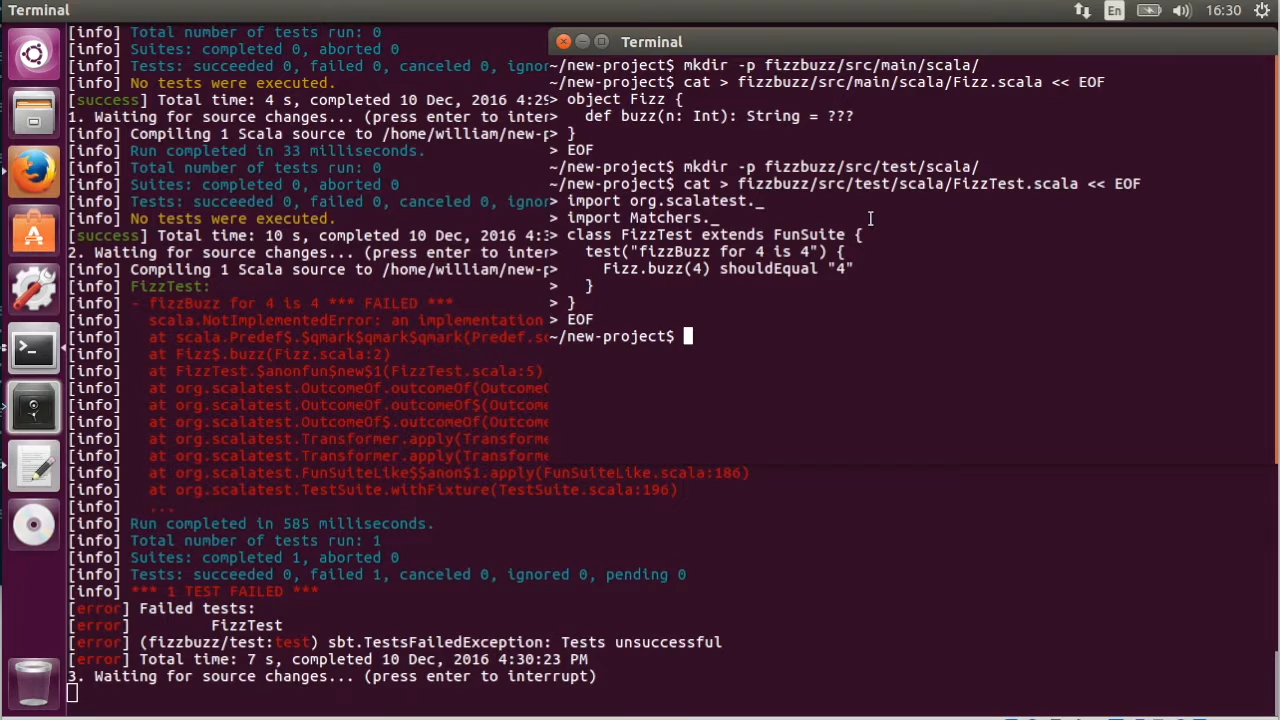 Terminal
En
16:30
[info] Total number of tests run: 0
[info] Suites: completed 0, aborted 0
[info] Tests: succeeded 0, failed 0, canceled 0, ignor
[info] No tests were executed.
[success] Total time: 4 s, completed 10 Dec, 2016 4:29
1. Waiting for source changes... (press enter to inter
[info] Compiling 1 Scala source to /home/william/new-p
[info] Run completed in 33 milliseconds.
[info] Total number of tests run: 0
[info] Suites: completed 0, aborted 0
[info] Tests: succeeded 0, failed 0, canceled 0, ignor
[info] No tests were executed.
[success] Total time: 10 s, completed 10 Dec, 2016 4:3
2. Waiting for source changes... (press enter to inter
[info] Compiling 1 Scala source to /home/william/new-p
[info] FizzTest:
[info] - fizzBuzz for 4 is 4 *** FAILED ***
[info]   scala.NotImplementedError: an implementation
[info]   at scala.Predef$.$qmark$qmark$qmark(Predef.sc
[info]   at Fizz$.buzz(Fizz.scala:2)
[info]   at FizzTest.$anonfun$new$1(FizzTest.scala:5)
[info]   at org.scalatest.OutcomeOf.outcomeOf(OutcomeO
[info]   at org.scalatest.OutcomeOf.outcomeOf$(Outcome
[info]   at org.scalatest.OutcomeOf$.outcomeOf(Outcome
[info]   at org.scalatest.Transformer.apply(Transforme
[info]   at org.scalatest.Transformer.apply(Transforme
[info]   at org.scalatest.FunSuiteLike$$anon$1.apply(FunSuiteLike.scala:186)
[info]   at org.scalatest.TestSuite.withFixture(TestSuite.scala:196)
[info]   ...
[info] Run completed in 585 milliseconds.
[info] Total number of tests run: 1
[info] Suites: completed 1, aborted 0
[info] Tests: succeeded 0, failed 1, canceled 0, ignored 0, pending 0
[info] *** 1 TEST FAILED ***
[error] Failed tests:
[error]         FizzTest
[error] (fizzbuzz/test:test) sbt.TestsFailedException: Tests unsuccessful
[error] Total time: 7 s, completed 10 Dec, 2016 4:30:23 PM
3. Waiting for source changes... (press enter to interrupt)
Terminal
~/new-project$ mkdir -p fizzbuzz/src/main/scala/
~/new-project$ cat > fizzbuzz/src/main/scala/Fizz.scala << EOF
> object Fizz {
>   def buzz(n: Int): String = ???
> }
> EOF
~/new-project$ mkdir -p fizzbuzz/src/test/scala/
~/new-project$ cat > fizzbuzz/src/test/scala/FizzTest.scala << EOF
> import org.scalatest._
> import Matchers._
> class FizzTest extends FunSuite {
>   test("fizzBuzz for 4 is 4") {
>     Fizz.buzz(4) shouldEqual "4"
>   }
> }
> EOF
~/new-project$